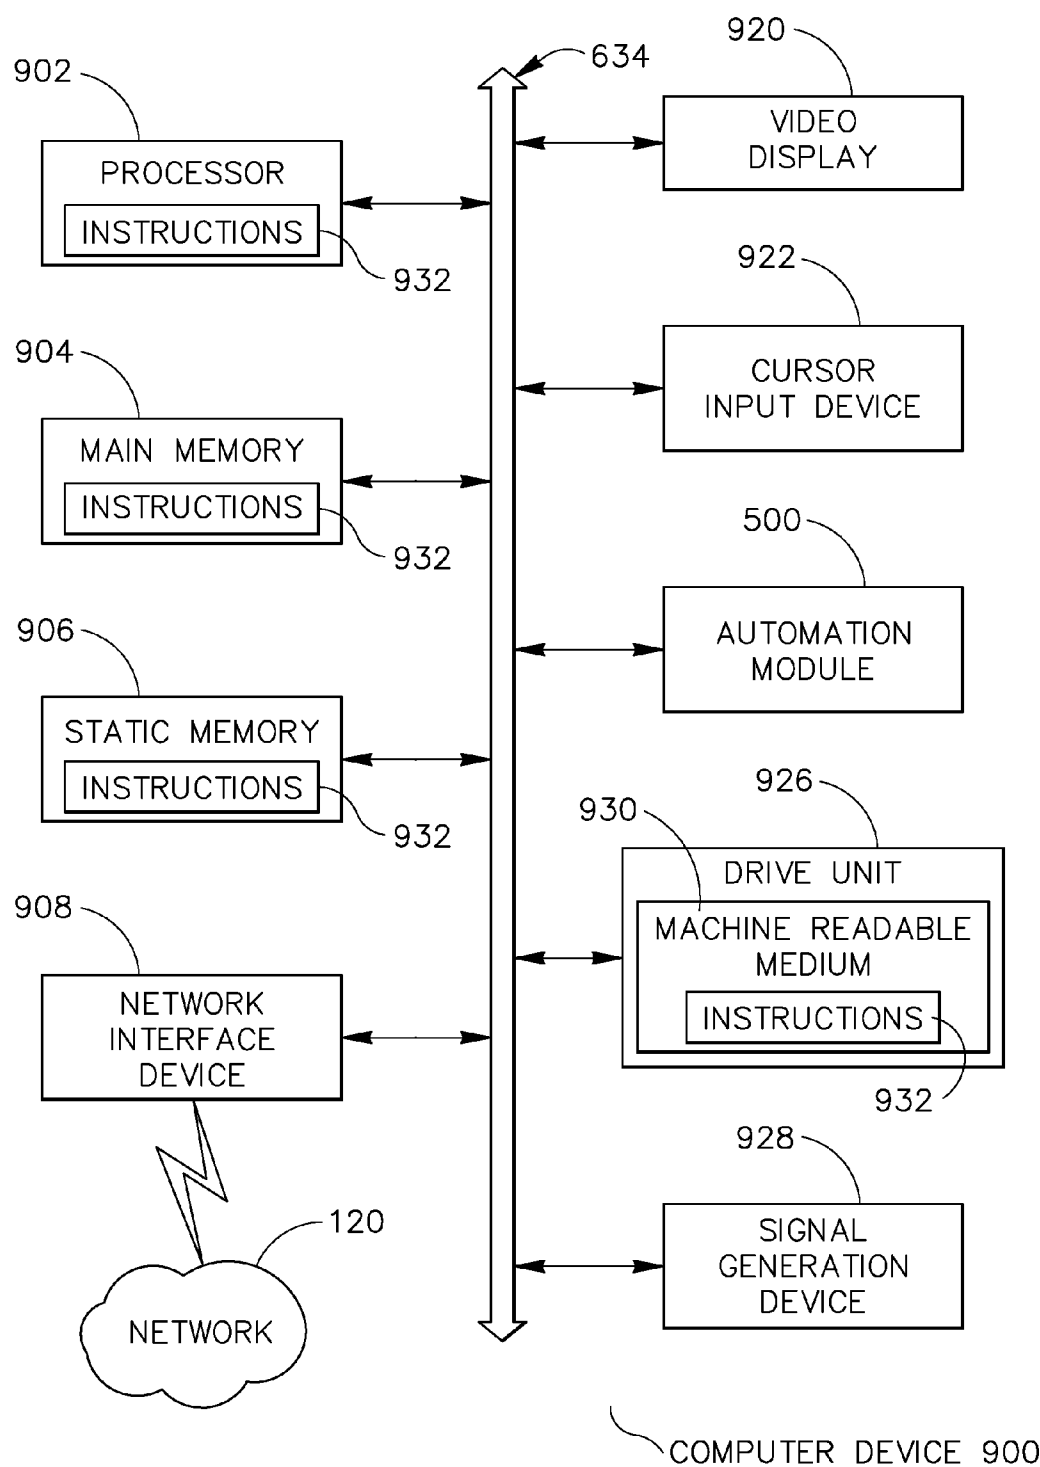 920
634
902
VIDEO
DISPLAY
PROCESSOR
INSTRUCTIONS
932
922
904
CURSOR
INPUT DEVICE
MAIN MEMORY
INSTRUCTIONS
932
500
906
AUTOMATION
MODULE
STATIC MEMORY
INSTRUCTIONS
932
926
930
DRIVE UNIT
908
MACHINE READABLE
MEDIUM
INSTRUCTIONS
932
NETWORK
INTERFACE
DEVICE
928
120
SIGNAL
GENERATION
DEVICE
NETWORK
COMPUTER DEVICE 900